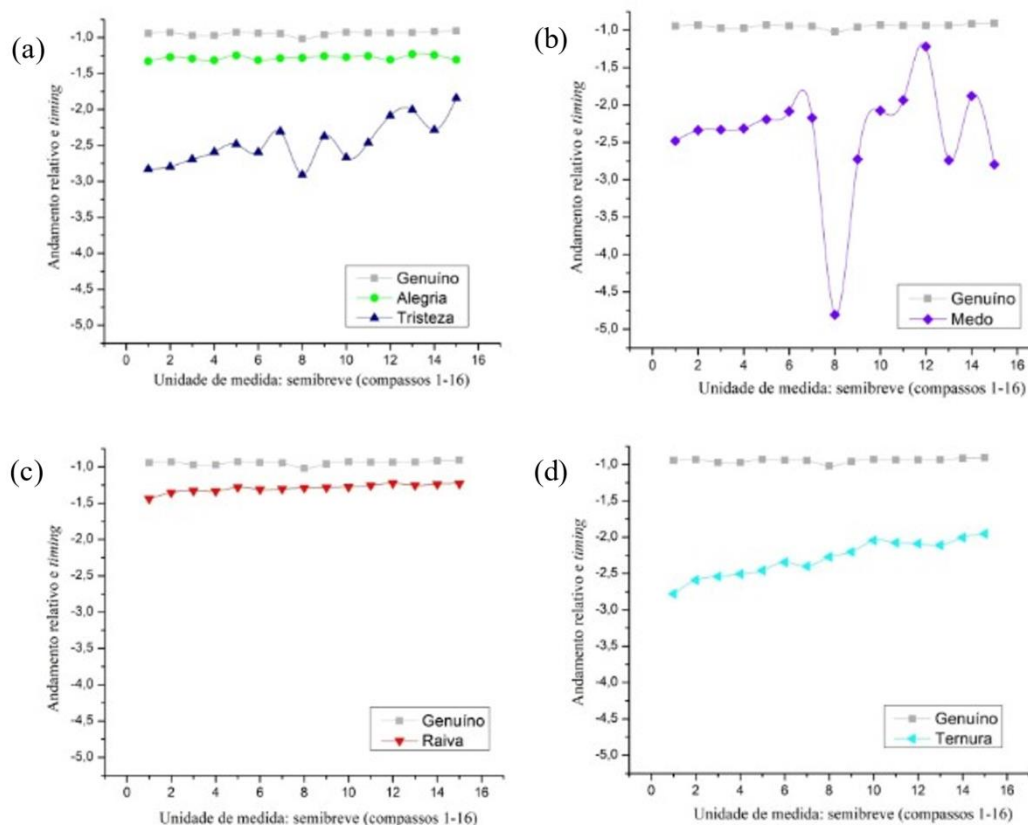 (a)
Andamento relativo e timing
-1,0
-1,5
-2,0
-2,5
-3,0
-3,5
-4,0
-4,5
-5,0
Genuíno
Alegria
Tristeza
0 2 4 6 8 10 12 14 16
Unidade de medida: semibreve (compassos 1-16)
(b)
Andamento relativo e timing
-1,0
-1,5
-2,0
-2,5
-3,0
-3,5
-4,0
-4,5
-5,0
Genuíno
Medo
0 2 4 6 8 10 12 14 16
Unidade de medida: semibreve (compassos 1-16)
(c)
Andamento relativo e timing
-1,0
-1,5
-2,0
-2,5
-3,0
-3,5
-4,0
-4,5
-5,0
Genuíno
Raiva
0 2 4 6 8 10 12 14 16
Unidade de medida: semibreve (compassos 1-16)
(d)
Andamento relativo e timing
-1,0
-1,5
-2,0
-2,5
-3,0
-3,5
-4,0
-4,5
-5,0
Genuíno
Ternura
0 2 4 6 8 10 12 14 16
Unidade de medida: semibreve (compassos 1-16)